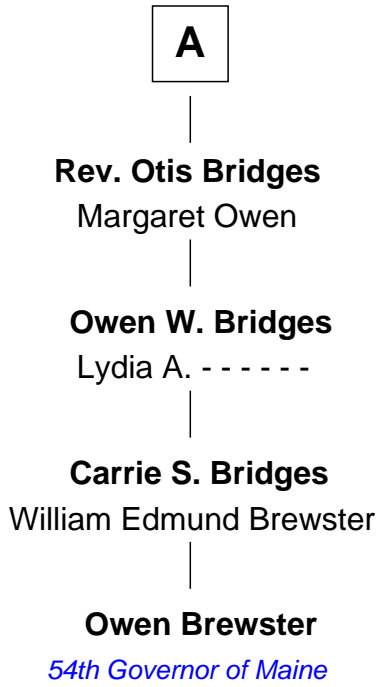 A
Rev. Otis Bridges
Margaret Owen
Owen W. Bridges
Lydia A. - - - - - -
Carrie S. Bridges
William Edmund Brewster
Owen Brewster
54th Governor of Maine